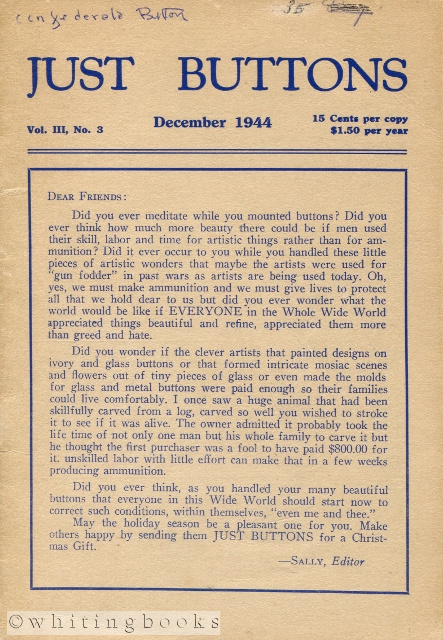 Confederate Button
35
JUST BUTTONS
Vol. III, No. 3
December 1944
15 Cents per copy
$1.50 per year
DEAR FRIENDS:
Did you ever meditate while you mounted buttons? Did you
ever think how much more beauty there could be if men used
their skill, labor and time for artistic things rather than for am-
munition? Did it ever occur to you while you handled these little
pieces of artistic wonders that maybe the artists were used for
"gun fodder" in past wars as artists are being used today. Oh,
yes, we must make ammunition and we must give lives to protect
all that we hold dear to us but did you ever wonder what the
world would be like if EVERYONE in the Whole Wide World
appreciated things beautiful and refine, appreciated them more
than greed and hate.
Did you wonder if the clever artists that painted designs on
ivory and glass buttons or that formed intricate mosiac scenes
and flowers out of tiny pieces of glass or even made the molds
for glass and metal buttons were paid enough so their families
could live comfortably. I once saw a huge animal that had been
skillfully carved from a log, carved so well you wished to stroke
it to see if it was alive. The owner admitted it probably took the
life time of not only one man but his whole family to carve it but
he thought the first purchaser was a fool to have paid $800.00 for
it. unskilled labor with little effort can make that in a few weeks
producing ammunition.
Did you ever think, as you handled your many beautiful
buttons that everyone in this Wide World should start now to
correct such conditions, within themselves, "even me and thee."
May the holiday season be a pleasant one for you. Make
others happy by sending them JUST BUTTONS for a Christ-
mas Gift.
—SALLY, Editor
©whitingbooks